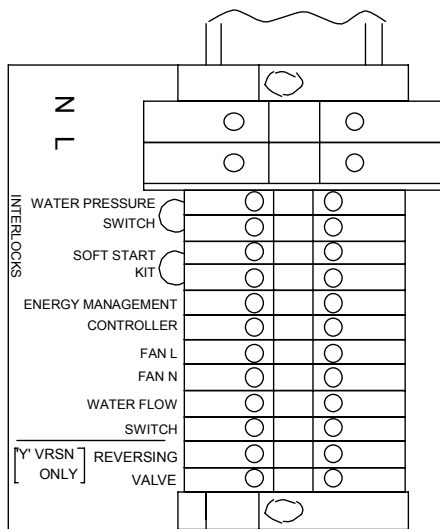 N
L
INTERLOCKS
WATER PRESSURE
SWITCH
SOFT START
KIT
ENERGY MANAGEMENT
CONTROLLER
FAN L
FAN N
WATER FLOW
SWITCH
'Y' VRSN
ONLY
REVERSING
VALVE